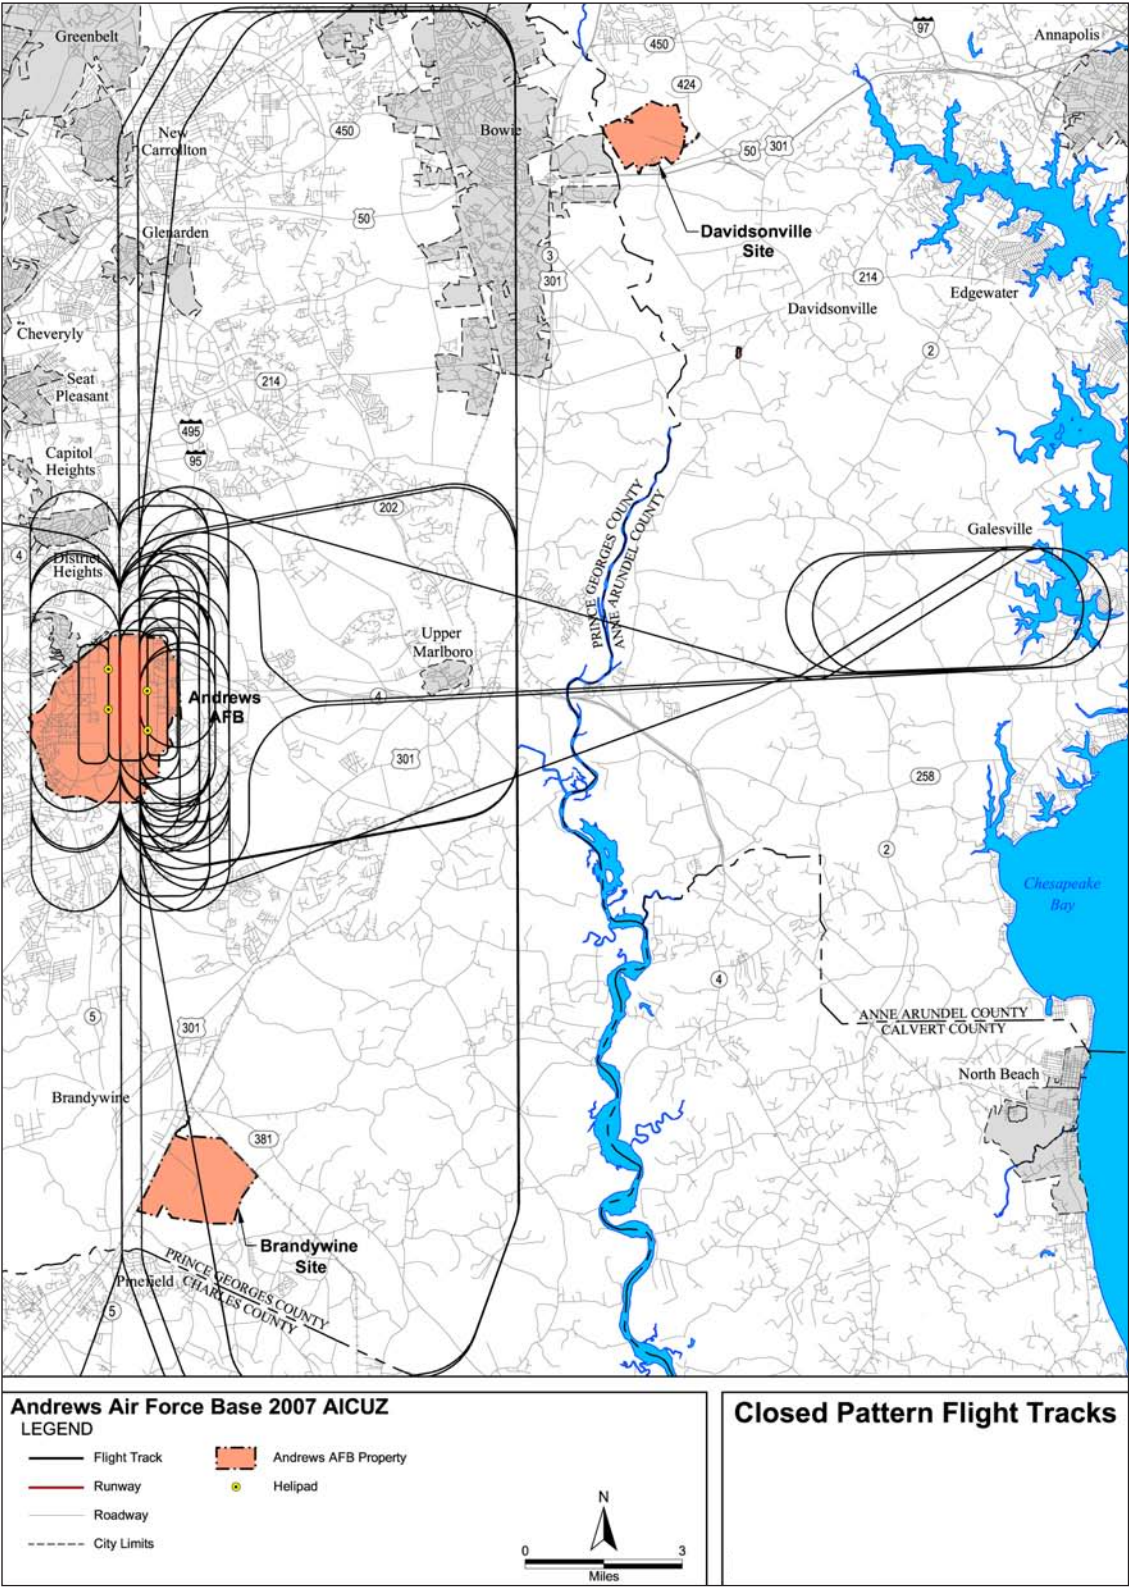 Greenbelt
97
Annapolis
450
424
New
Carrollton
450
Bowie
50
301
50
Glenarden
Davidsonville
Site
3
301
214
Edgewater
Davidsonville
Cheveryly
2
Seat
Pleasant
214
495
95
Capitol
Heights
202
PRINCE GEORGES COUNTY
ANNE ARUNDEL COUNTY
Galesville
4
District
Heights
Upper
Marlboro
Andrews
AFB
4
301
258
2
Chesapeake
Bay
4
5
301
ANNE ARUNDEL COUNTY
CALVERT COUNTY
North Beach
Brandywine
381
Brandywine
Site
PRINCE GEORGES COUNTY
CHARLES COUNTY
Pinefield
5
Andrews Air Force Base 2007 AICUZ
LEGEND
Flight Track
Andrews AFB Property
Runway
Helipad
Roadway
City Limits
N
0 3
Miles
Closed Pattern Flight Tracks